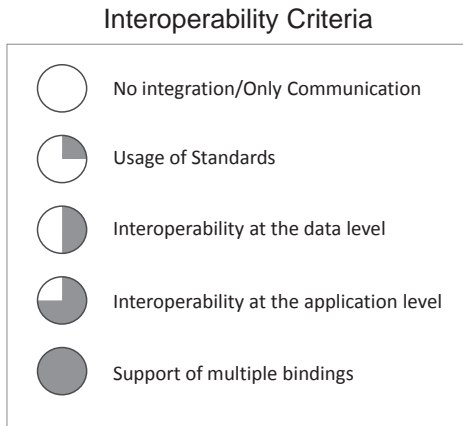 Interoperability Criteria
No integration/Only Communication
Usage of Standards
Interoperability at the data level
Interoperability at the application level
Support of multiple bindings